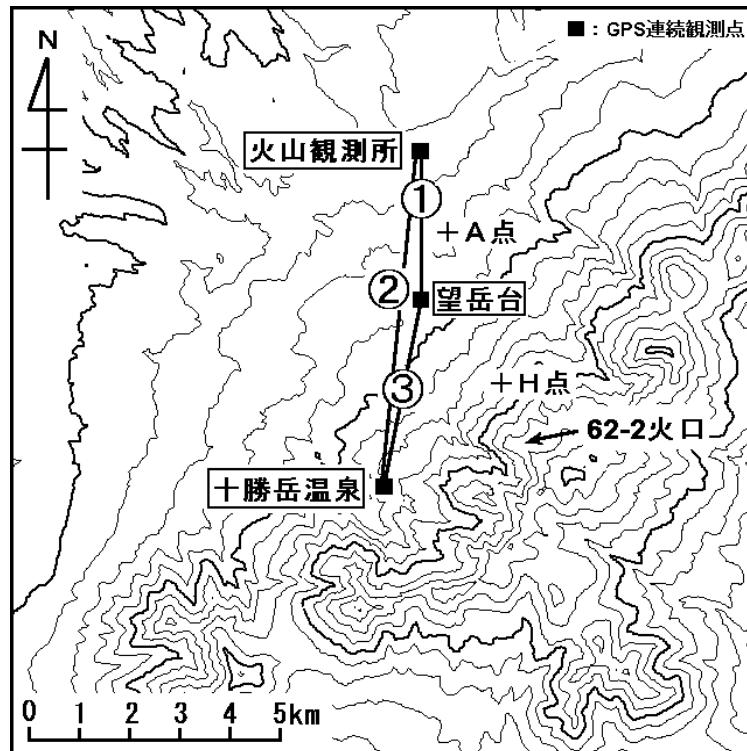 N
■：GPS連続観測点
火山観測所
①
＋A点
②
望岳台
③
＋H点
62-2火口
十勝岳温泉
0 1 2 3 4 5km